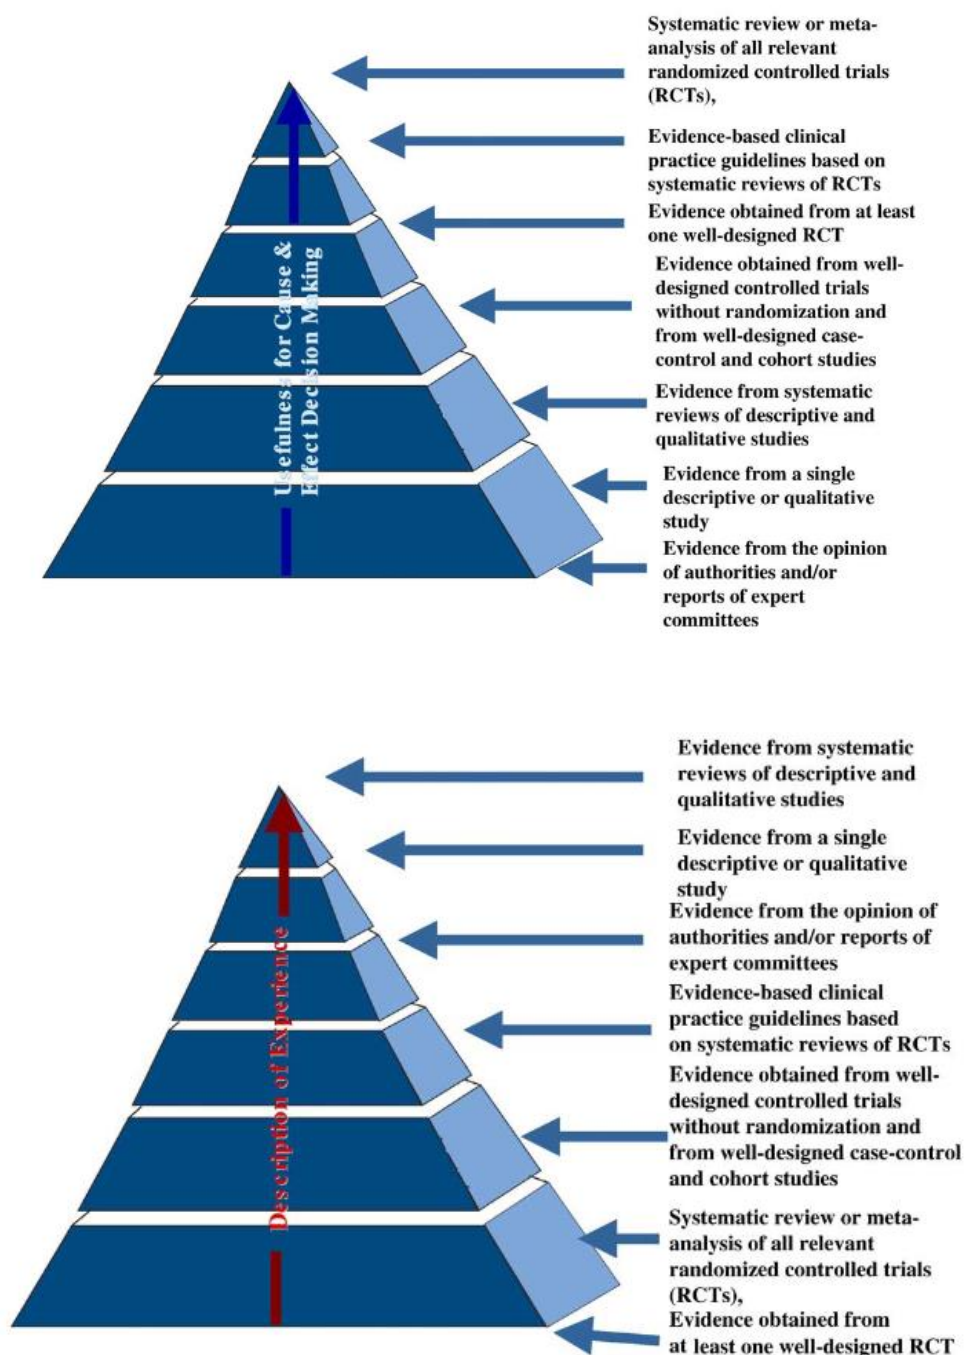 Systematic review or meta-
analysis of all relevant
randomized controlled trials
(RCTs),
Evidence-based clinical
practice guidelines based on
systematic reviews of RCTs
Evidence obtained from at least
one well-designed RCT
Evidence obtained from well-
designed controlled trials
without randomization and
from well-designed case-
control and cohort studies
Evidence from systematic
reviews of descriptive and
qualitative studies
Evidence from a single
descriptive or qualitative
study
Evidence from the opinion
of authorities and/or
reports of expert
committees
Usefulness for Cause &
Effect Decision Making
Evidence from systematic
reviews of descriptive and
qualitative studies
Evidence from a single
descriptive or qualitative
study
Evidence from the opinion of
authorities and/or reports of
expert committees
Evidence-based clinical
practice guidelines based
on systematic reviews of RCTs
Evidence obtained from well-
designed controlled trials
without randomization and
from well-designed case-control
and cohort studies
Systematic review or meta-
analysis of all relevant
randomized controlled trials
(RCTs),
Evidence obtained from
at least one well-designed RCT
Description of Experience